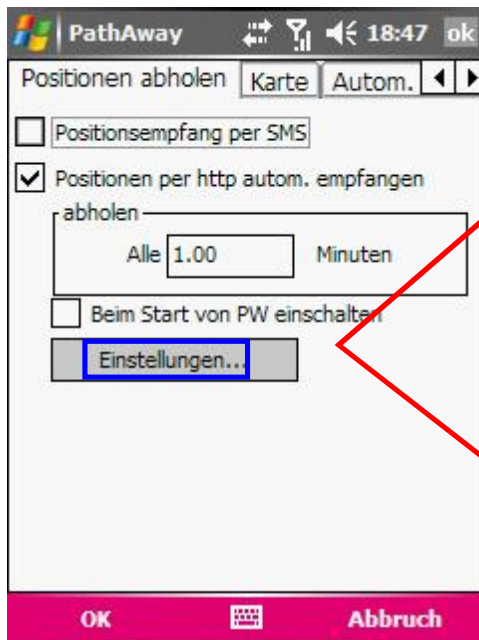 PathAway 18:47 ok
Positionen abholen Karte Autom.
Positionsempfang per SMS
Positionen per http autom. empfangen
abholen
Alle 1.00 Minuten
Beim Start von PW einschalten
Einstellungen...
OK Abbruch